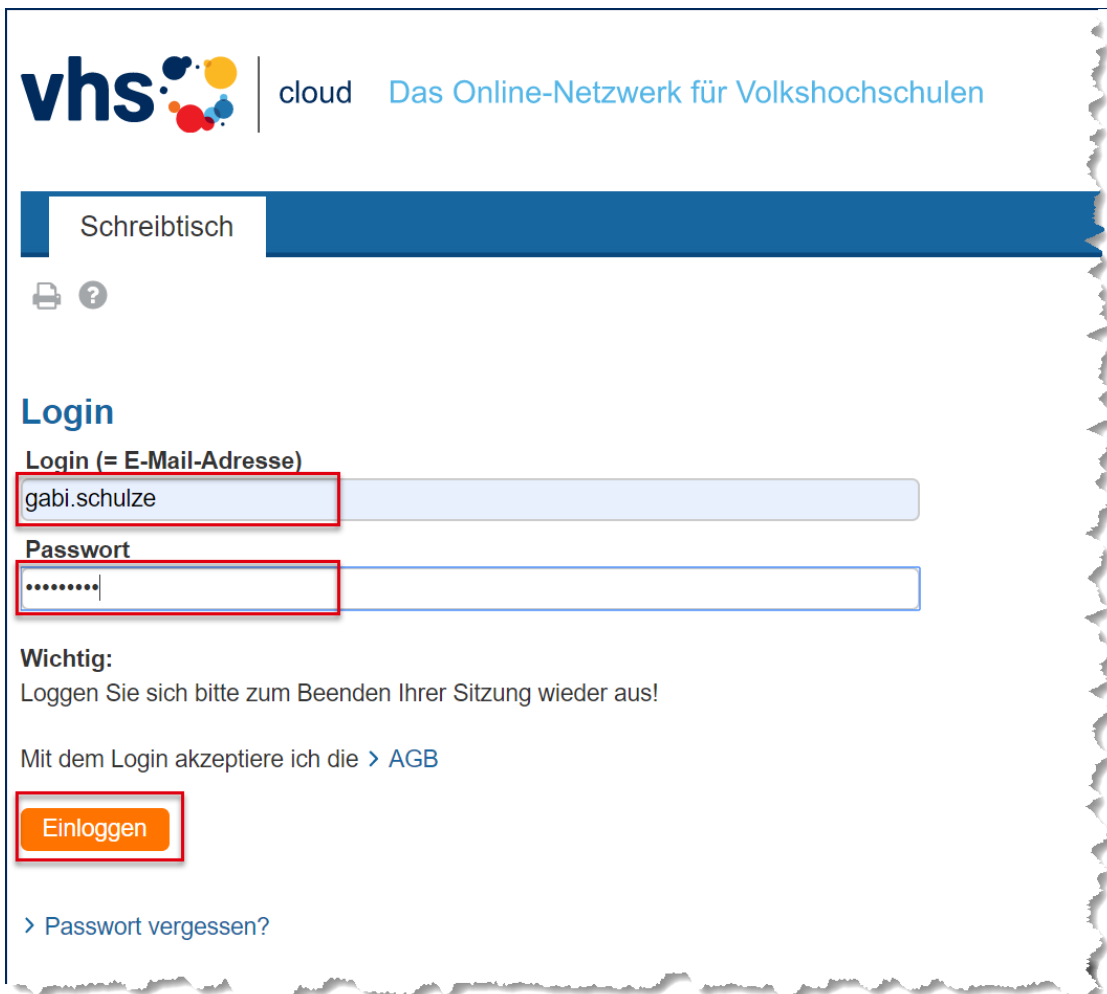 vhs cloud Das Online-Netzwerk für Volkshochschulen
Schreibtisch
?
Login
Login (= E-Mail-Adresse)
gabi.schulze
Passwort
•••••••••
Wichtig:
Loggen Sie sich bitte zum Beenden Ihrer Sitzung wieder aus!
Mit dem Login akzeptiere ich die > AGB
Einloggen
> Passwort vergessen?